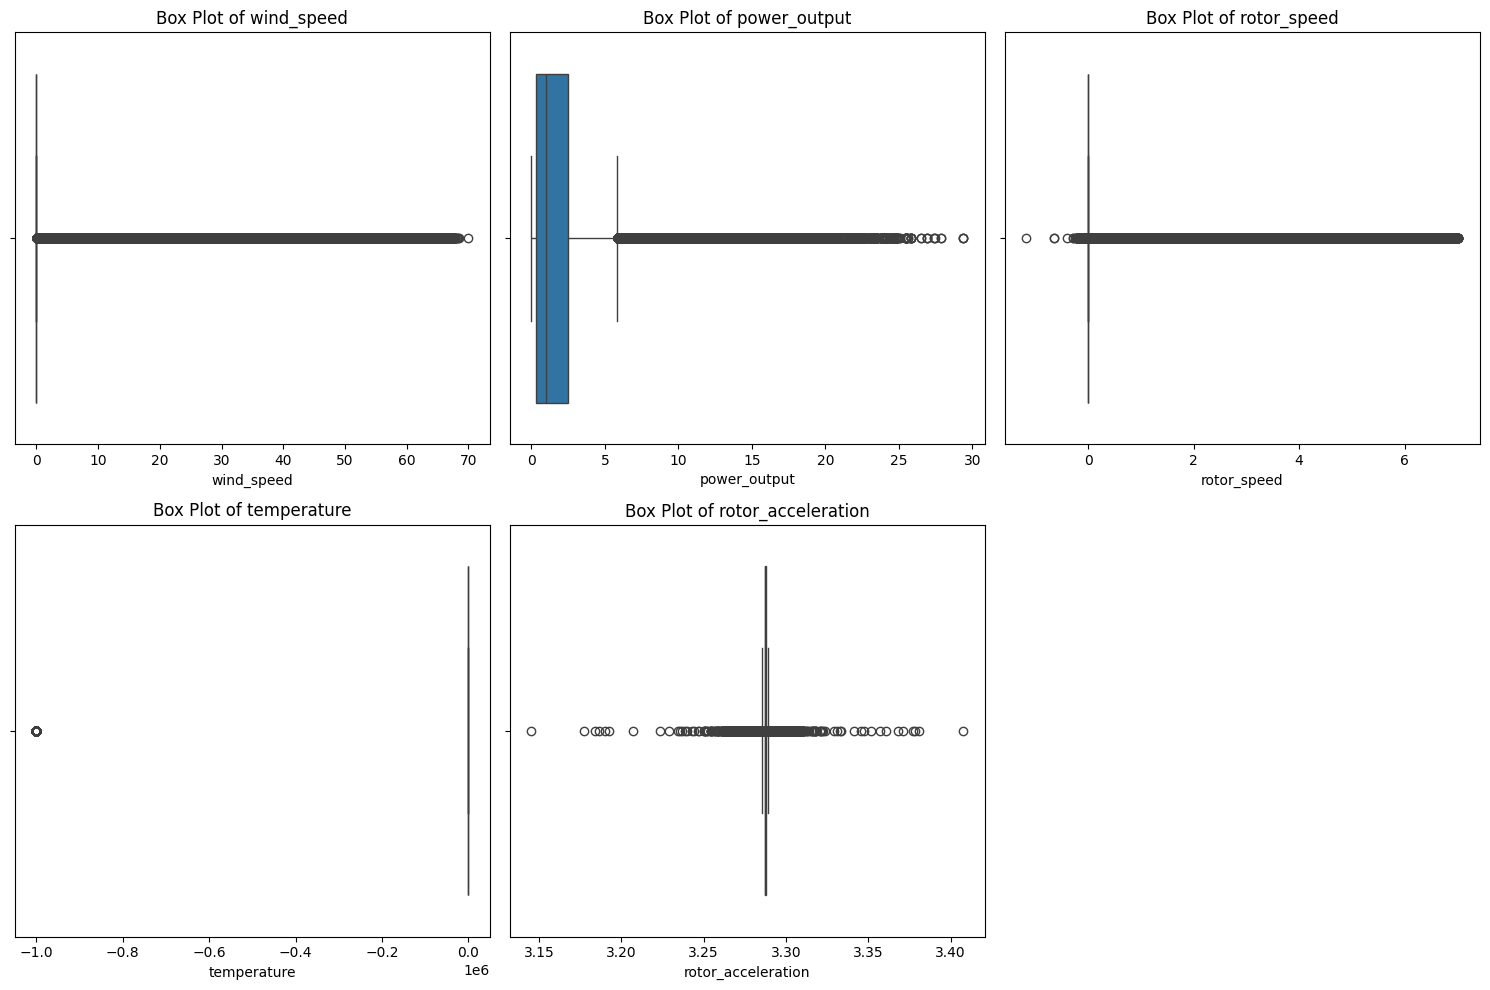 Box Plot of wind_speed
0 10 20 30 40 50 60 70
wind_speed
Box Plot of power_output
0 5 10 15 20 25 30
power_output
Box Plot of rotor_speed
0 2 4 6
rotor_speed
Box Plot of temperature
−1.0 −0.8 −0.6 −0.4 −0.2 0.0
1e6
temperature
Box Plot of rotor_acceleration
3.15 3.20 3.25 3.30 3.35 3.40
rotor_acceleration